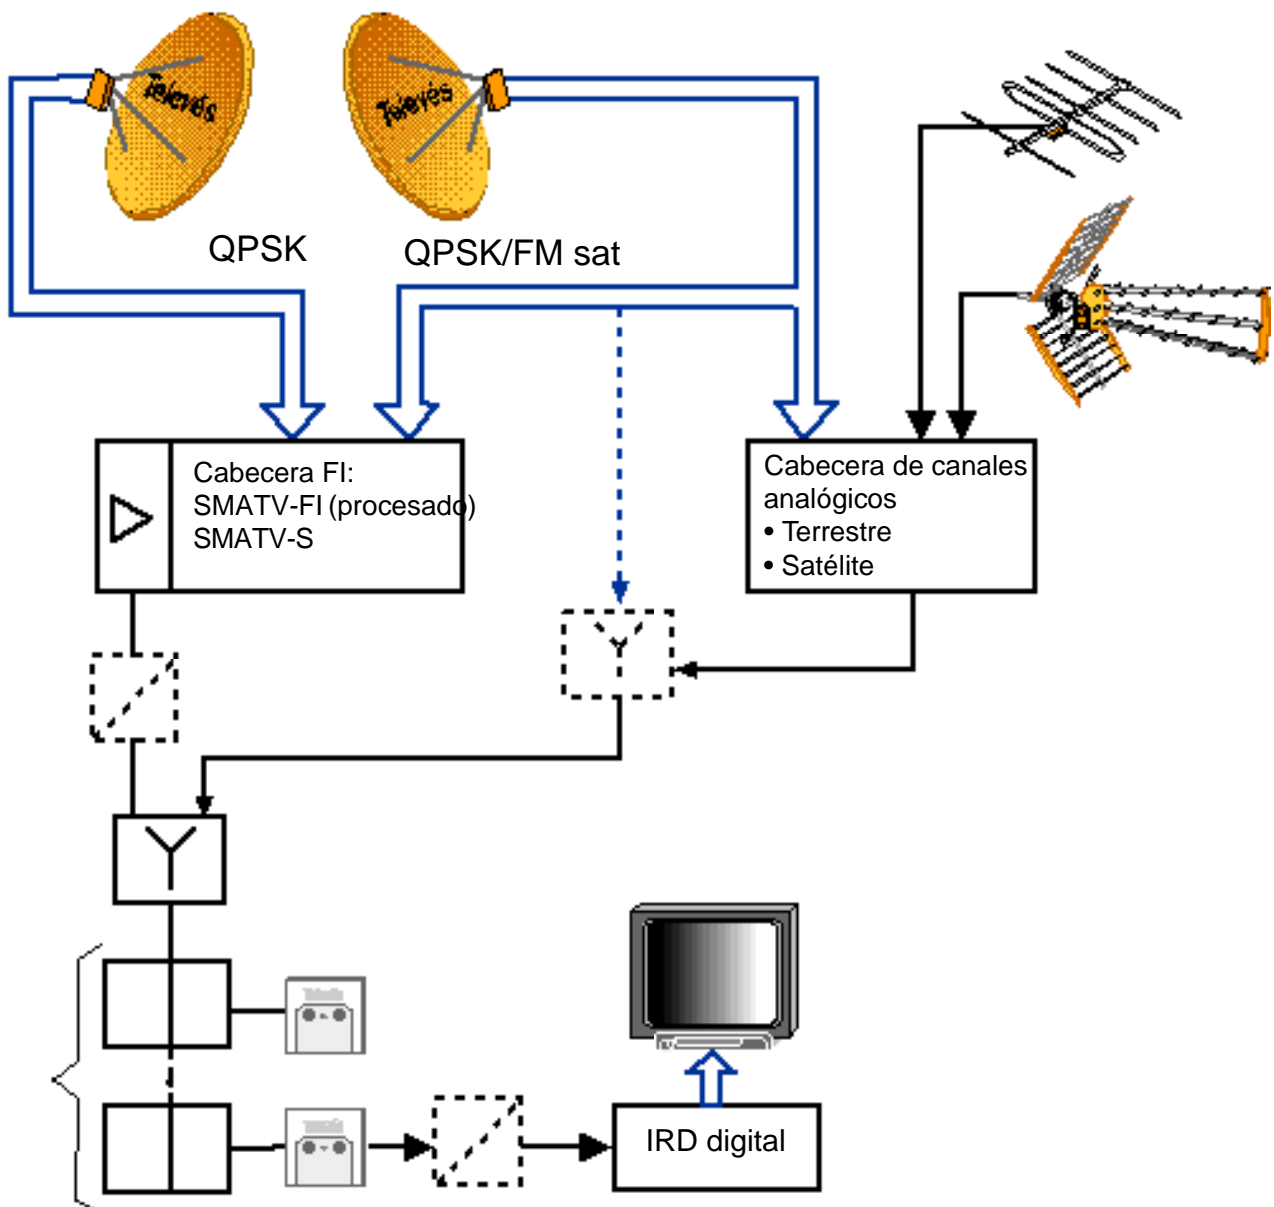 Televés
Televés
QPSK
QPSK/FM sat
Cabecera FI:
SMATV-FI (procesado)
SMATV-S
Cabecera de canales
analógicos
• Terrestre
• Satélite
IRD digital